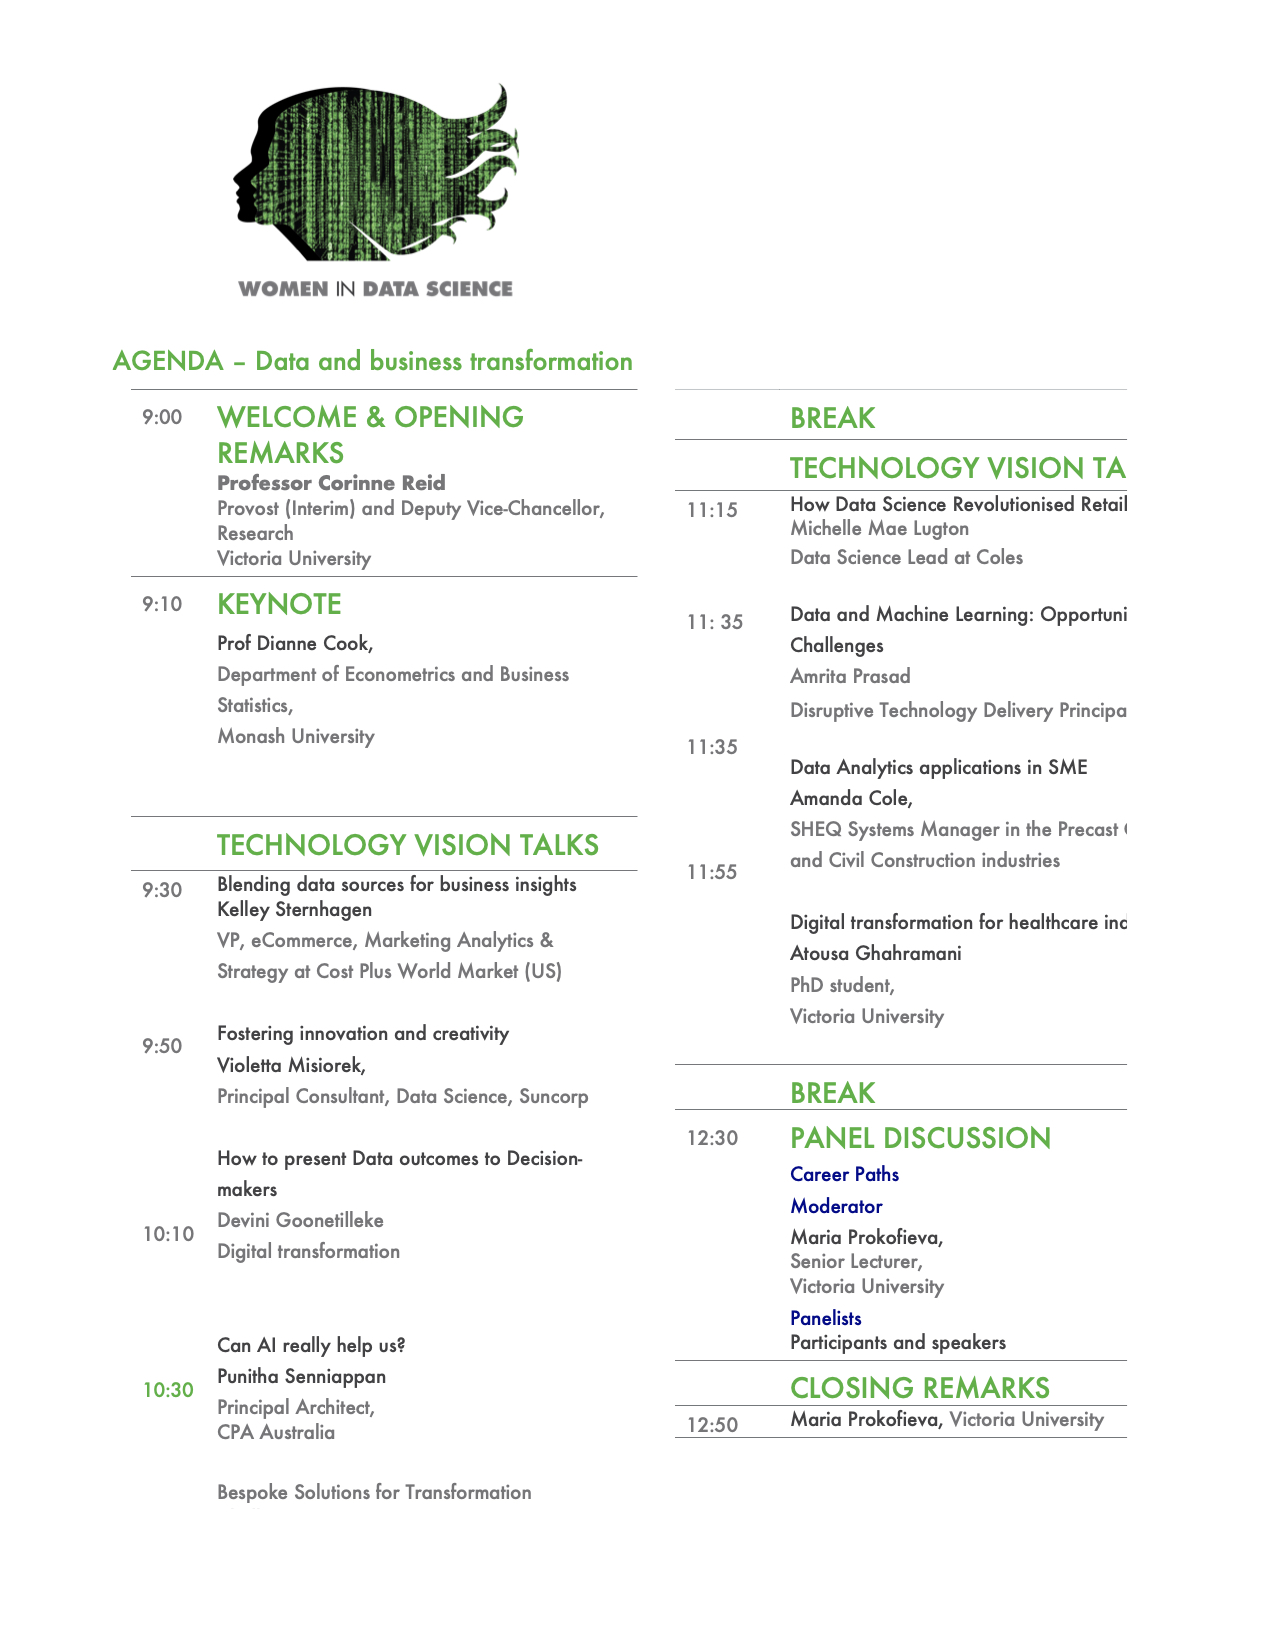 WOMEN IN DATA SCIENCE
AGENDA – Data and business transformation
9:00 WELCOME & OPENING
REMARKS
Professor Corinne Reid
Provost (Interim) and Deputy Vice-Chancellor,
Research
Victoria University
9:10 KEYNOTE
Prof Dianne Cook,
Department of Econometrics and Business
Statistics,
Monash University
TECHNOLOGY VISION TALKS
9:30 Blending data sources for business insights
Kelley Sternhagen
VP, eCommerce, Marketing Analytics &
Strategy at Cost Plus World Market (US)
Fostering innovation and creativity
9:50
Violetta Misiorek,
Principal Consultant, Data Science, Suncorp
How to present Data outcomes to Decision-
makers
Devini Goonetilleke
10:10
Digital transformation
Can AI really help us?
Punitha Senniappan
10:30
Principal Architect,
CPA Australia
Bespoke Solutions for Transformation
BREAK
TECHNOLOGY VISION TA
11:15 How Data Science Revolutionised Retail
Michelle Mae Lugton
Data Science Lead at Coles
11: 35 Data and Machine Learning: Opportuni
Challenges
Amrita Prasad
Disruptive Technology Delivery Principa
11:35
Data Analytics applications in SME
Amanda Cole,
SHEQ Systems Manager in the Precast
and Civil Construction industries
11:55
Digital transformation for healthcare ind
Atousa Ghahramani
PhD student,
Victoria University
BREAK
12:30 PANEL DISCUSSION
Career Paths
Moderator
Maria Prokofieva,
Senior Lecturer,
Victoria University
Panelists
Participants and speakers
CLOSING REMARKS
12:50 Maria Prokofieva, Victoria University